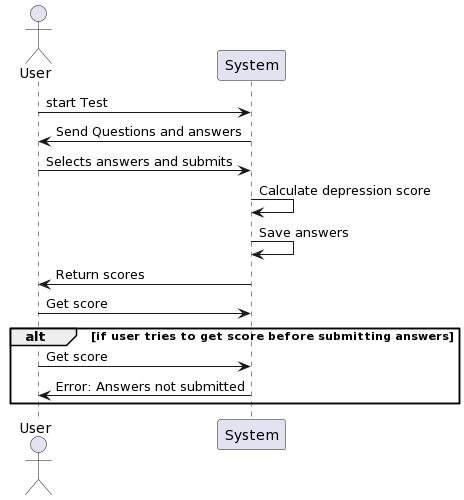 User
System
start Test
Send Questions and answers
Selects answers and submits
Calculate depression score
Save answers
Return scores
Get score
alt [if user tries to get score before submitting answers]
Get score
Error: Answers not submitted
User
System